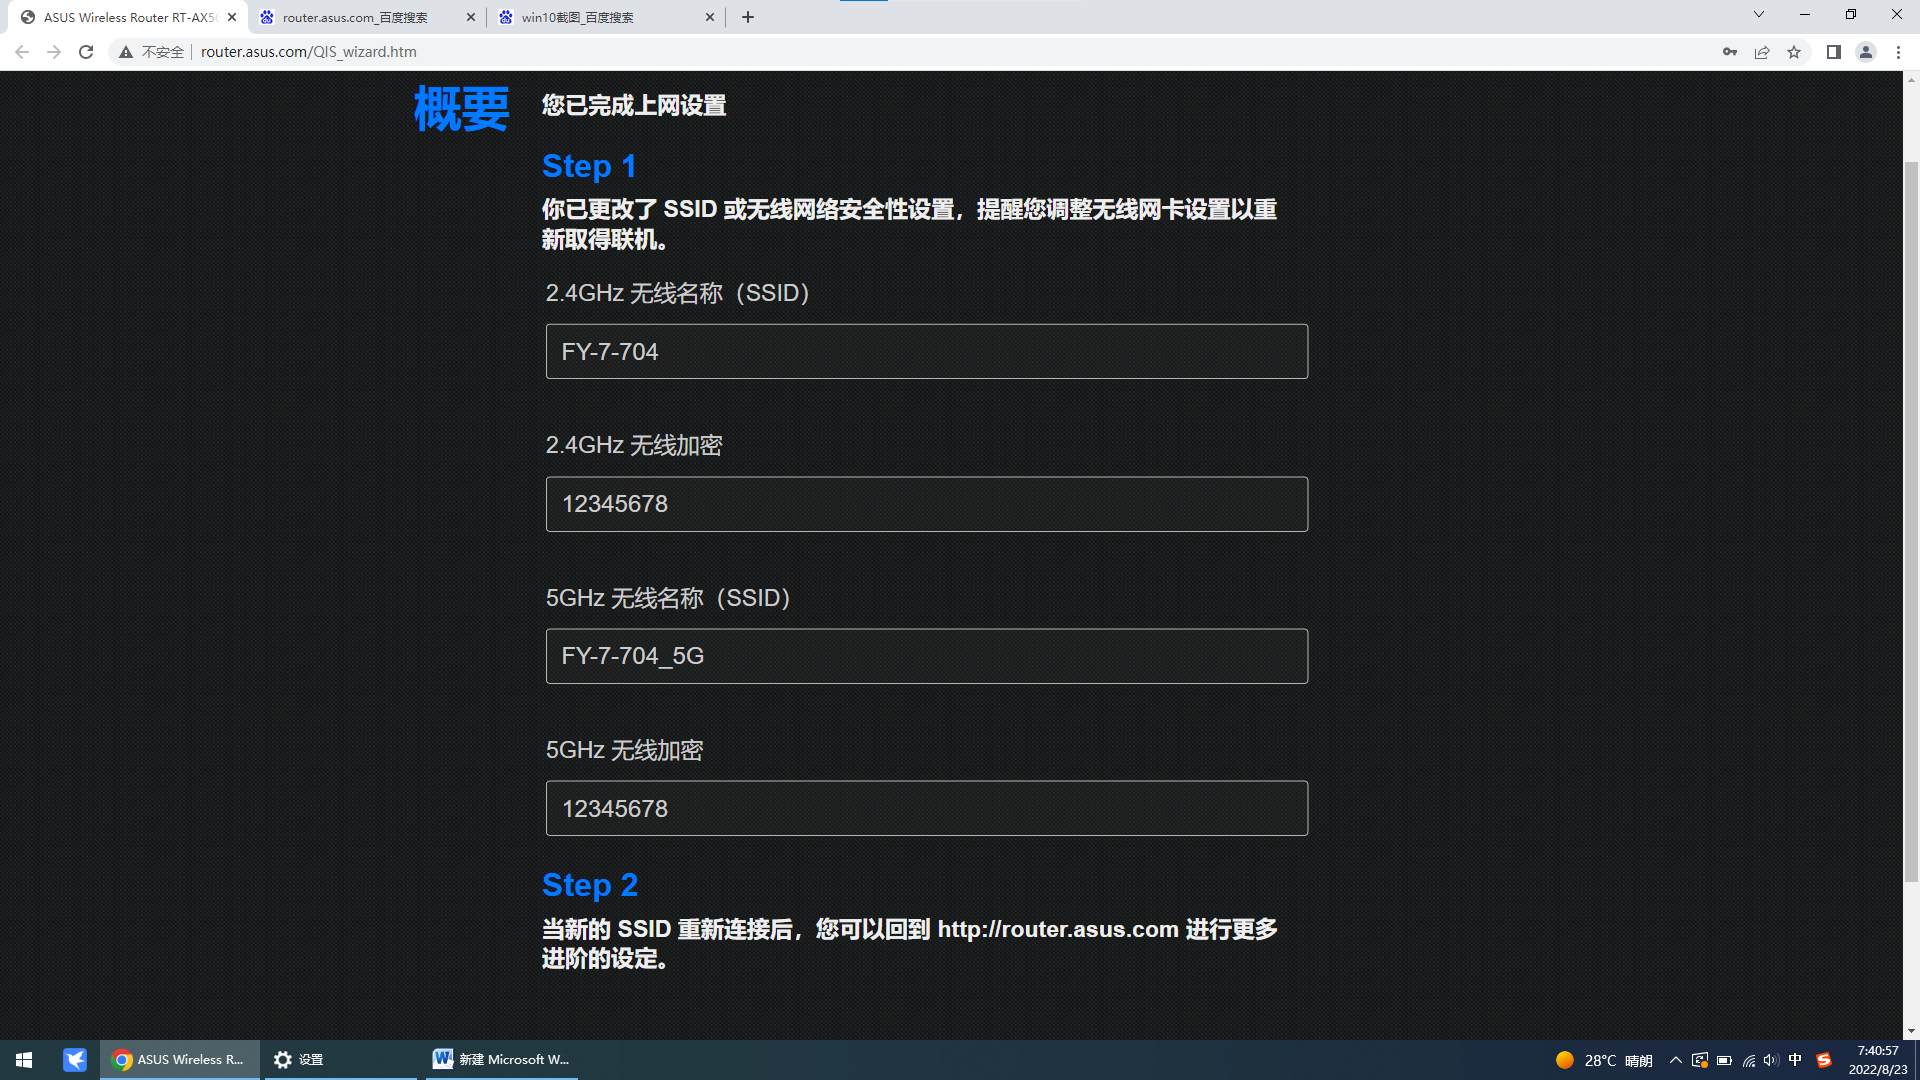 ASUS Wireless Router RT-AX56
router.asus.com_百度搜索
win10截图_百度搜索
不安全
router.asus.com/QIS_wizard.htm
概要
您已完成上网设置
Step 1
你已更改了 SSID 或无线网络安全性设置，提醒您调整无线网卡设置以重
新取得联机。
2.4GHz 无线名称（SSID）
FY-7-704
2.4GHz 无线加密
12345678
5GHz 无线名称（SSID）
FY-7-704_5G
5GHz 无线加密
12345678
Step 2
当新的 SSID 重新连接后，您可以回到 http://router.asus.com 进行更多
进阶的设定。
ASUS Wireless R...
设置
新建 Microsoft W...
28°C 晴朗
中
7:40:57
2022/8/23